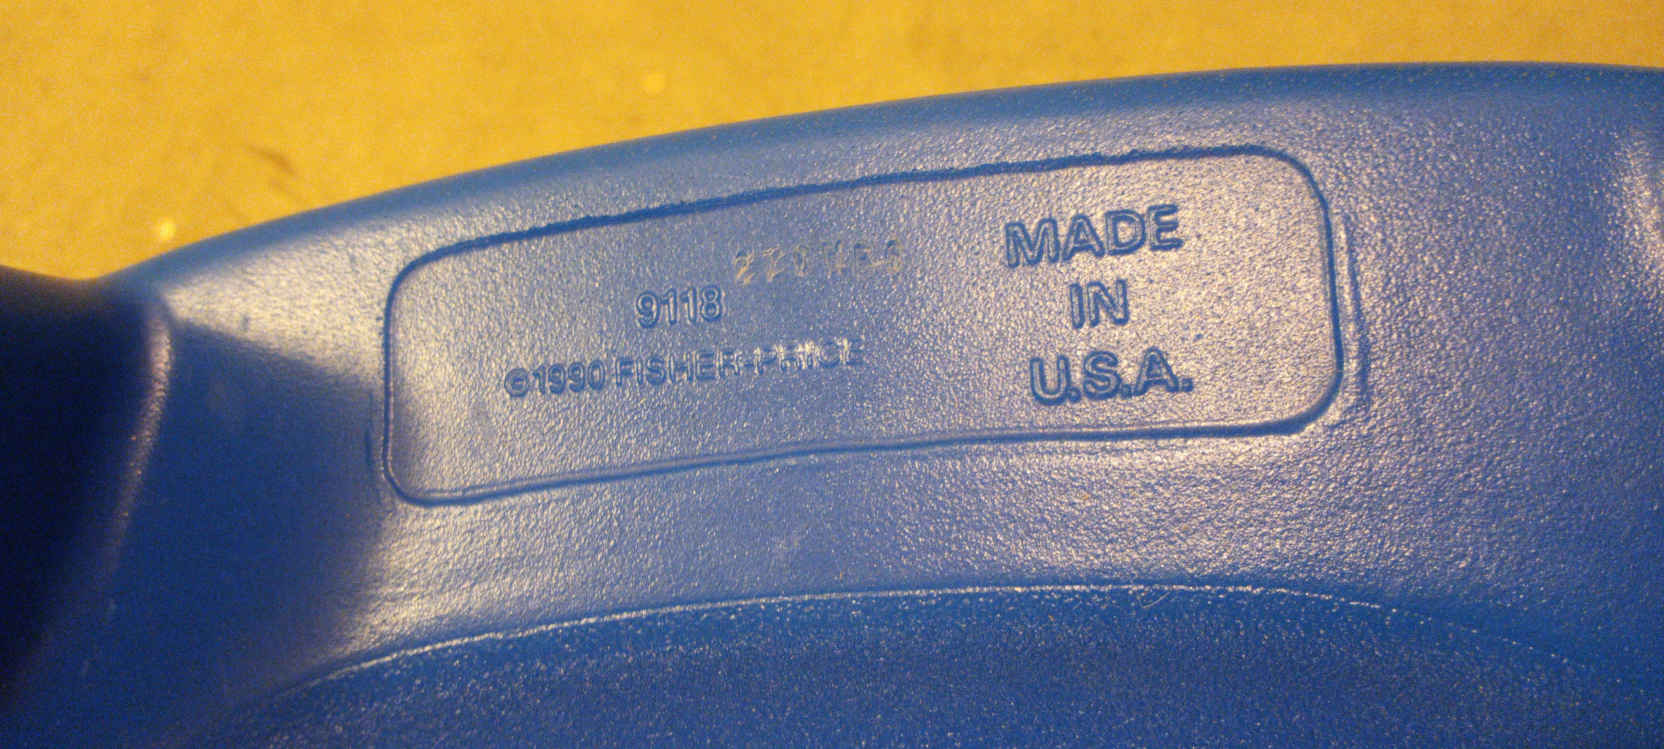 9118
©1990 FISHER-PRICE
MADE
IN
U.S.A.